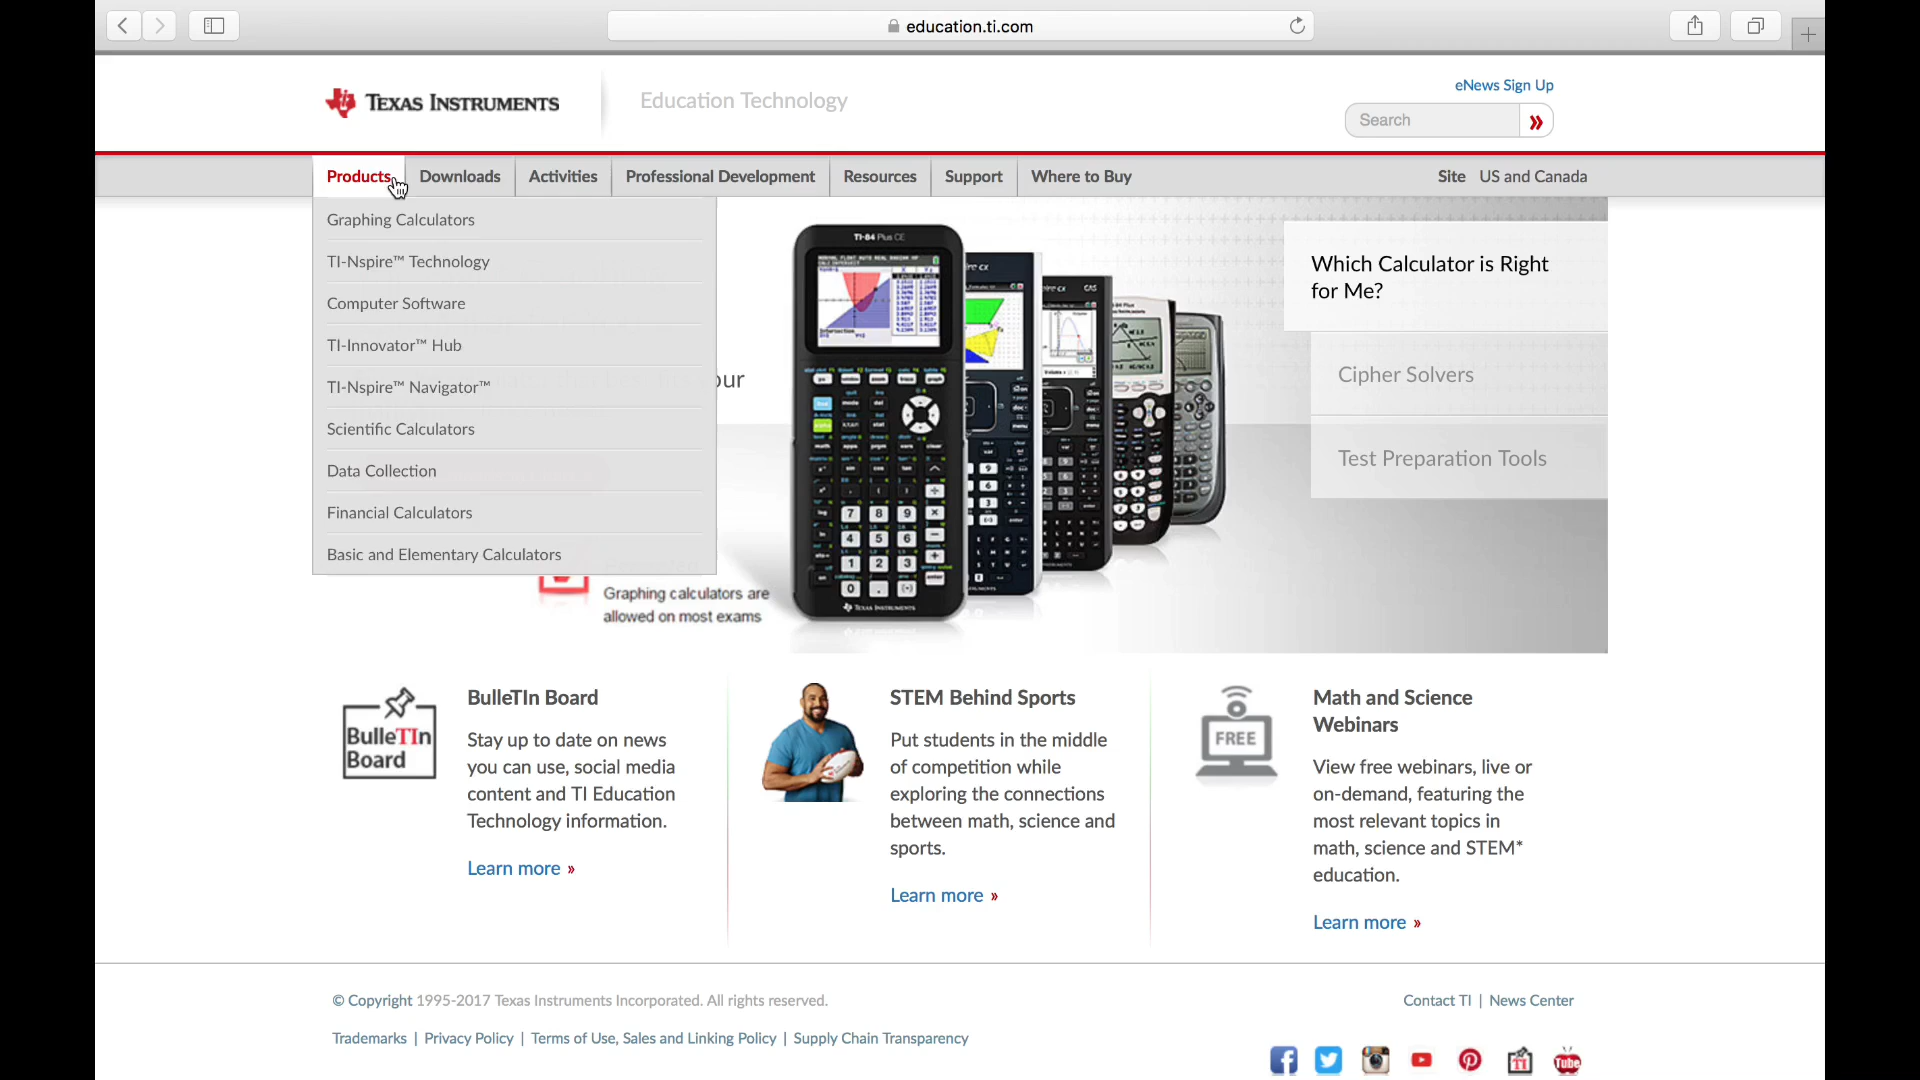 education.ti.com
TEXAS INSTRUMENTS
Education Technology
eNews Sign Up
Search
Products
Downloads
Activities
Professional Development
Resources
Support
Where to Buy
Site US and Canada
Graphing Calculators
TI-Nspire™ Technology
Computer Software
TI-Innovator™ Hub
TI-Nspire™ Navigator™
Scientific Calculators
Data Collection
Financial Calculators
Basic and Elementary Calculators
Graphing calculators are
allowed on most exams
TI-84 Plus CE
TEXAS INSTRUMENTS
Which Calculator is Right
for Me?
Cipher Solvers
Test Preparation Tools
BulleTIn
Board
BulleTIn Board
Stay up to date on news
you can use, social media
content and TI Education
Technology information.
Learn more »
STEM Behind Sports
Put students in the middle
of competition while
exploring the connections
between math, science and
sports.
Learn more »
FREE
Math and Science
Webinars
View free webinars, live or
on-demand, featuring the
most relevant topics in
math, science and STEM*
education.
Learn more »
© Copyright 1995-2017 Texas Instruments Incorporated. All rights reserved.
Contact TI | News Center
Trademarks | Privacy Policy | Terms of Use, Sales and Linking Policy | Supply Chain Transparency